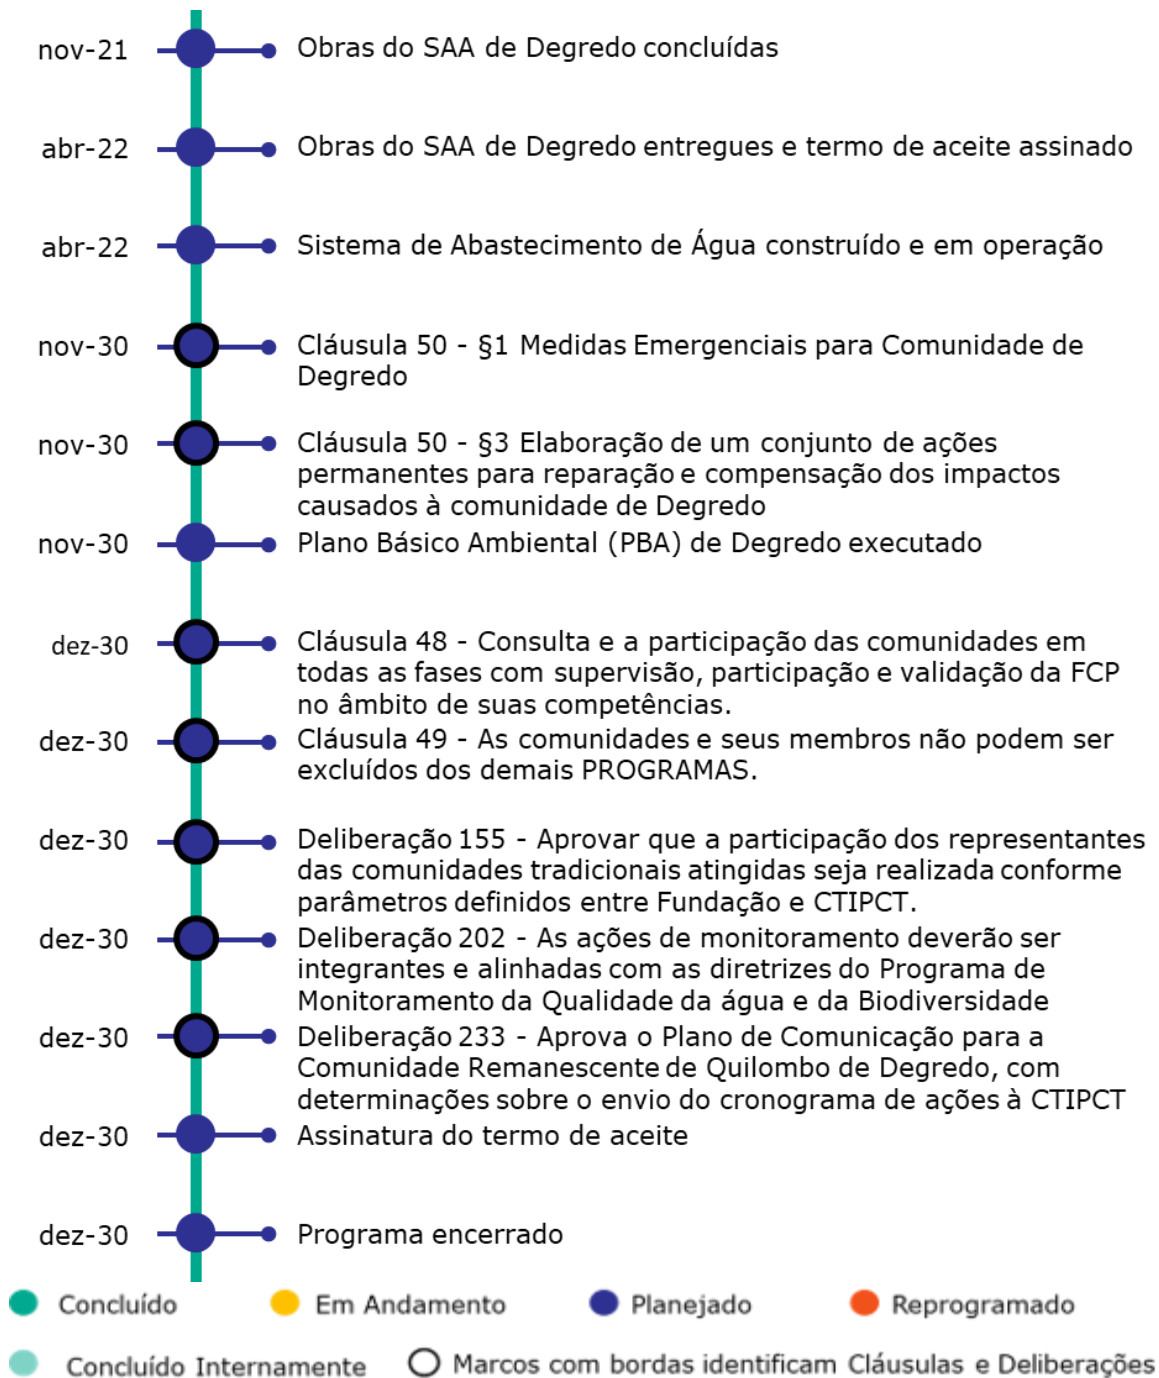 nov-21 Obras do SAA de Degredo concluídas
abr-22 Obras do SAA de Degredo entregues e termo de aceite assinado
abr-22 Sistema de Abastecimento de Água construído e em operação
nov-30 Cláusula 50 - §1 Medidas Emergenciais para Comunidade de
Degredo
nov-30 Cláusula 50 - §3 Elaboração de um conjunto de ações
permanentes para reparação e compensação dos impactos
causados à comunidade de Degredo
nov-30 Plano Básico Ambiental (PBA) de Degredo executado
dez-30 Cláusula 48 - Consulta e a participação das comunidades em
todas as fases com supervisão, participação e validação da FCP
no âmbito de suas competências.
dez-30 Cláusula 49 - As comunidades e seus membros não podem ser
excluídos dos demais PROGRAMAS.
dez-30 Deliberação 155 - Aprovar que a participação dos representantes
das comunidades tradicionais atingidas seja realizada conforme
parâmetros definidos entre Fundação e CTIPCT.
dez-30 Deliberação 202 - As ações de monitoramento deverão ser
integrantes e alinhadas com as diretrizes do Programa de
Monitoramento da Qualidade da água e da Biodiversidade
dez-30 Deliberação 233 - Aprova o Plano de Comunicação para a
Comunidade Remanescente de Quilombo de Degredo, com
determinações sobre o envio do cronograma de ações à CTIPCT
dez-30 Assinatura do termo de aceite
dez-30 Programa encerrado
Concluído Em Andamento Planejado Reprogramado
Concluído Internamente Marcos com bordas identificam Cláusulas e Deliberações